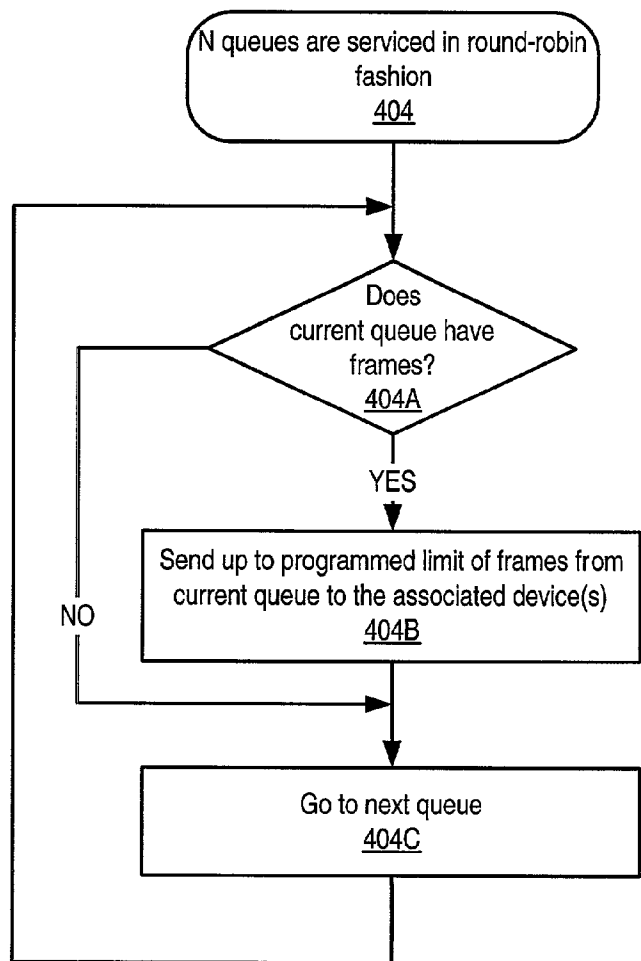 N queues are serviced in round-robin
fashion
404
Does
current queue have
frames?
404A
YES
Send up to programmed limit of frames from
current queue to the associated device(s)
404B
NO
Go to next queue
404C